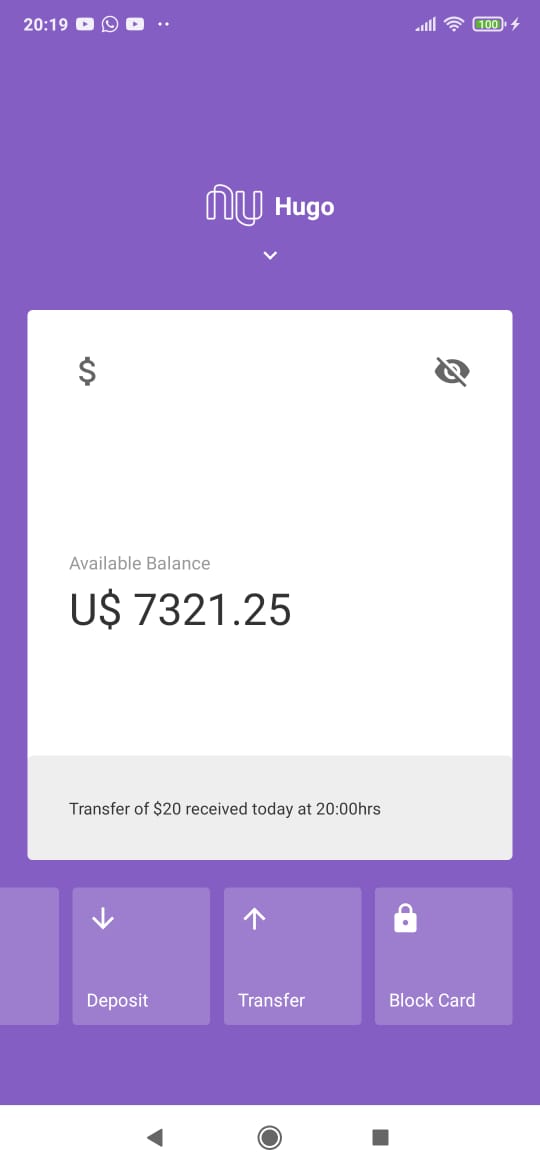 20:19
100
nu Hugo
$
Available Balance
U$ 7321.25
Transfer of $20 received today at 20:00hrs
Deposit
Transfer
Block Card